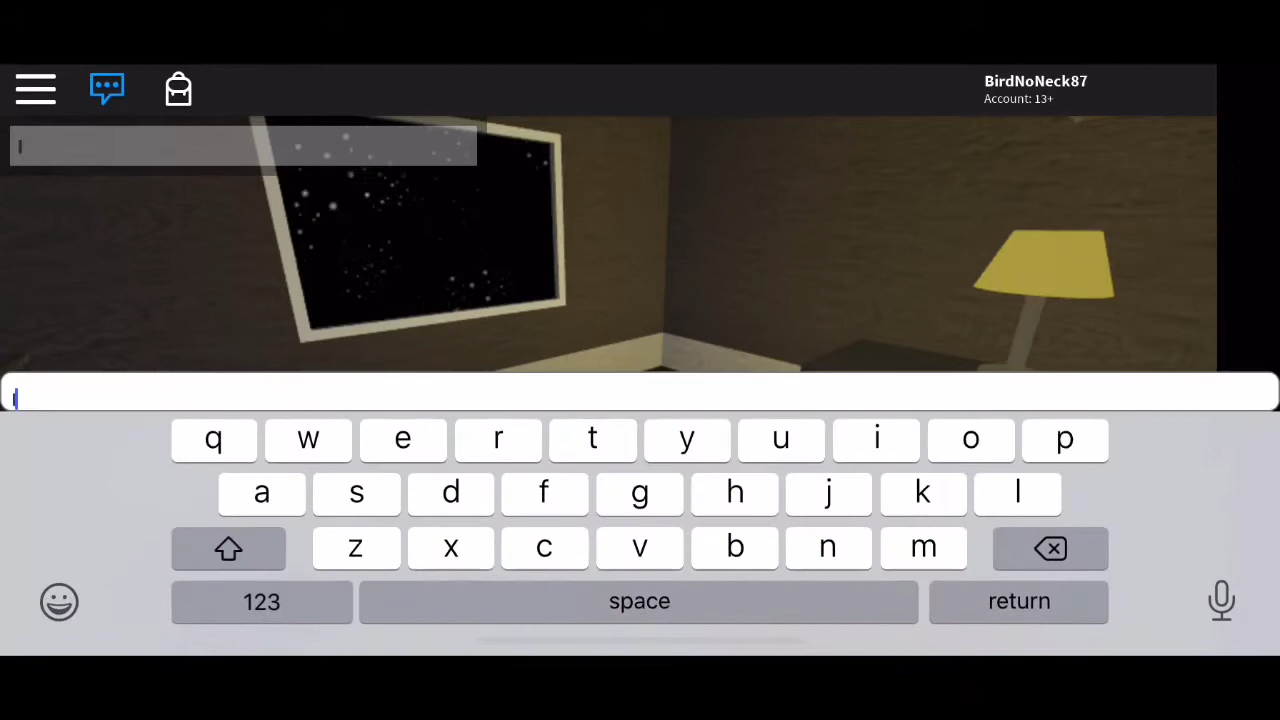 BirdNoNeck87
Account: 13+
I
q w e r t y u i o p
a s d f g h j k l
z x c v b n m
123 space return